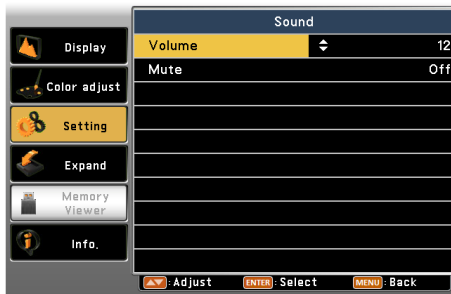 Sound
Display
Color adjust
Setting
Expand
Memory
Viewer
Info.
Volume 12
Mute Off
: Adjust ENTER : Select MENU : Back